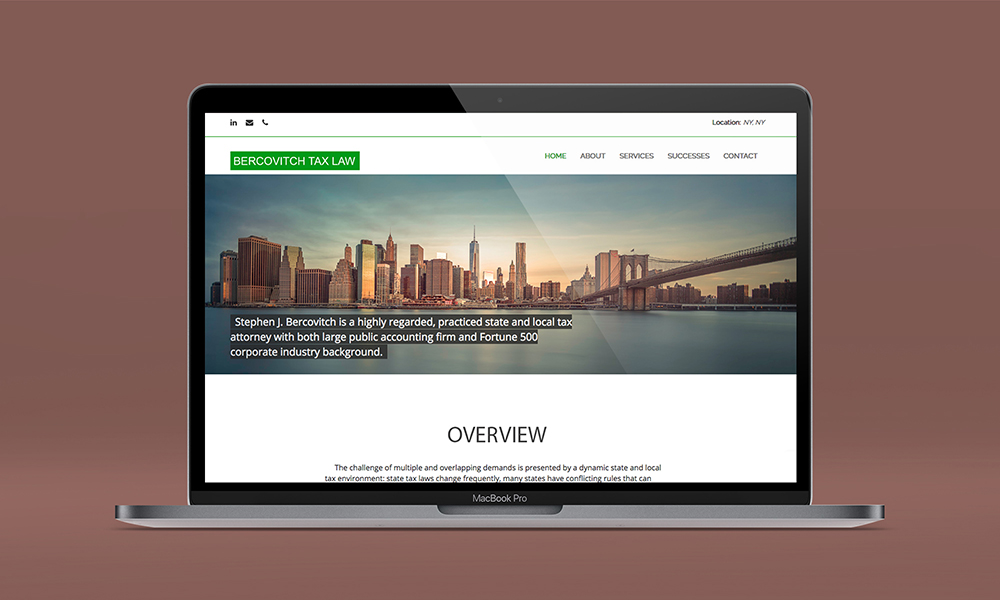 Location: NY, NY
BERCOVITCH TAX LAW
HOME ABOUT SERVICES SUCCESSES CONTACT
Stephen J. Bercovitch is a highly regarded, practiced state and local tax
attorney with both large public accounting firm and Fortune 500
corporate industry background.
OVERVIEW
The challenge of multiple and overlapping demands is presented by a dynamic state and local
tax environment: state tax laws change frequently, many states have conflicting rules that can
MacBook Pro